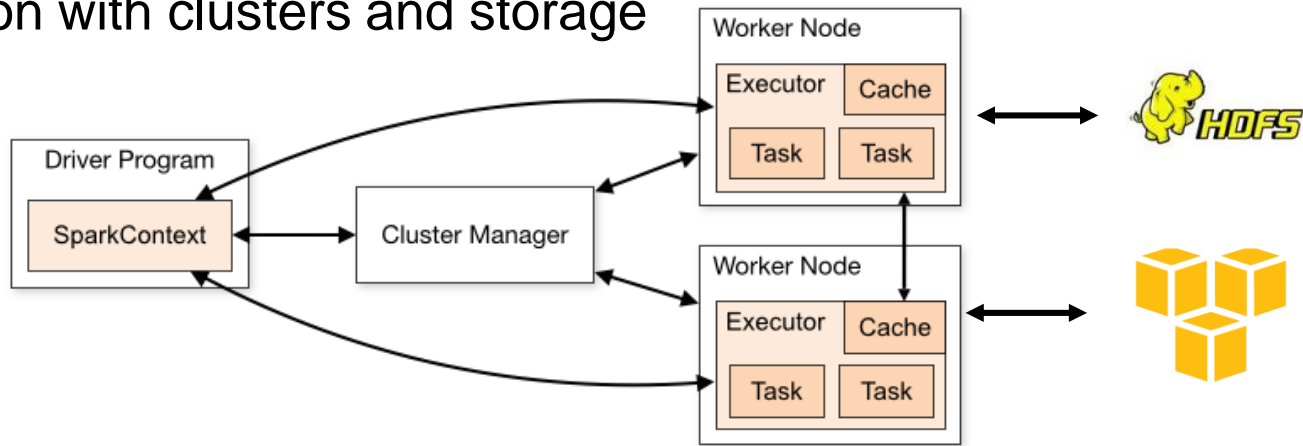 on with clusters and storage
Driver Program
SparkContext
Cluster Manager
Worker Node
Executor
Cache
Task
Task
Worker Node
Executor
Cache
Task
Task
HDFS